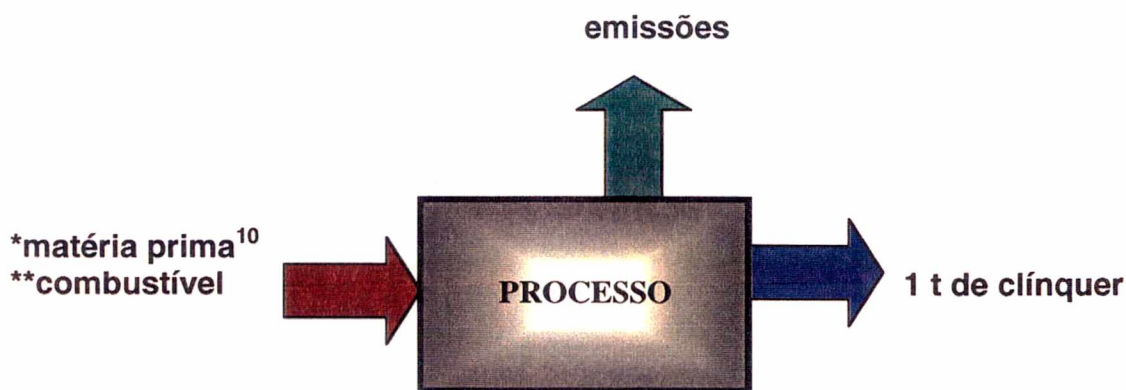 emissões
*matéria prima¹⁰
**combustível
PROCESSO
1 t de clínquer